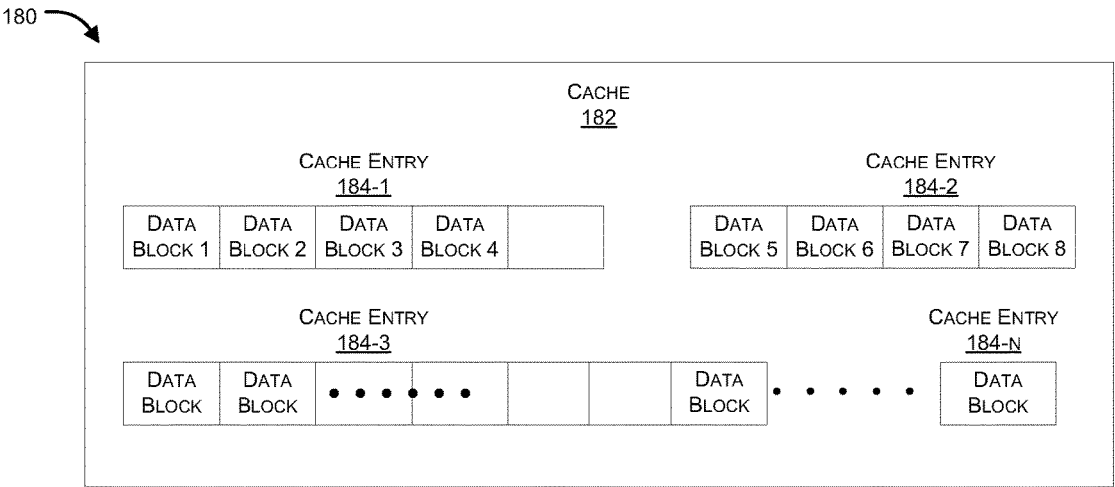 180
CACHE
182
CACHE ENTRY
184-1
CACHE ENTRY
184-2
DATA BLOCK 1
DATA BLOCK 2
DATA BLOCK 3
DATA BLOCK 4
DATA BLOCK 5
DATA BLOCK 6
DATA BLOCK 7
DATA BLOCK 8
CACHE ENTRY
184-3
CACHE ENTRY
184-N
DATA BLOCK
DATA BLOCK
DATA BLOCK
DATA BLOCK